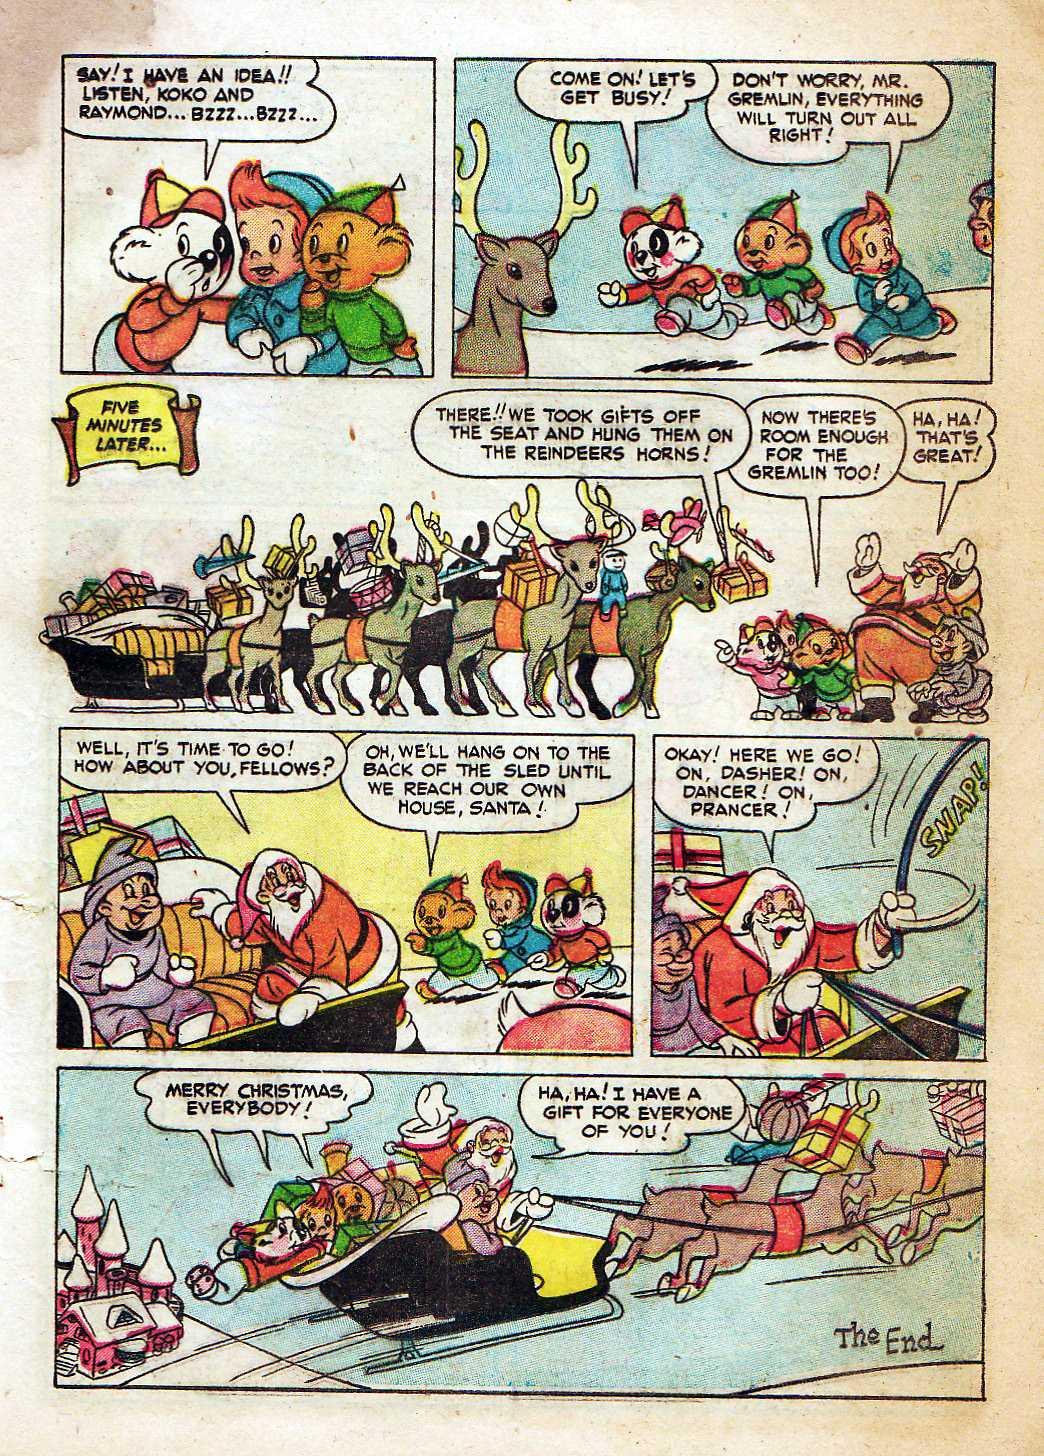 SAY! I HAVE AN IDEA!!
LISTEN, KOKO AND
RAYMOND... BZZZ...BZZZ...
COME ON! LET'S
GET BUSY!
DON'T WORRY, MR.
GREMLIN, EVERYTHING
WILL TURN OUT ALL
RIGHT!
FIVE
MINUTES
LATER...
THERE!! WE TOOK GIFTS OFF
THE SEAT AND HUNG THEM ON
THE REINDEERS HORNS!
NOW THERE'S
ROOM ENOUGH
FOR THE
GREMLIN TOO!
HA, HA!
THAT'S
GREAT!
WELL, IT'S TIME TO GO!
HOW ABOUT YOU, FELLOWS?
OH, WE'LL HANG ON TO THE
BACK OF THE SLED UNTIL
WE REACH OUR OWN
HOUSE, SANTA!
OKAY! HERE WE GO!
ON, DASHER! ON,
DANCER! ON,
PRANCER!
SNAP!
MERRY CHRISTMAS,
EVERYBODY!
HA, HA! I HAVE A
GIFT FOR EVERYONE
OF YOU!
The End